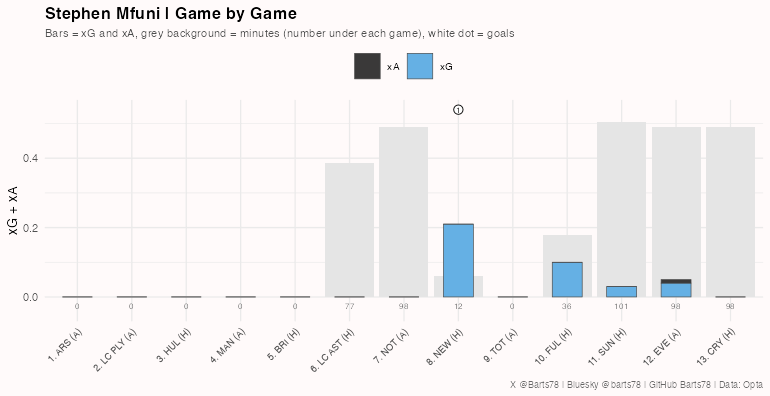 Stephen Mfuni | Game by Game
Bars = xG and xA, grey background = minutes (number under each game), white dot = goals
xA xG
1
xG + xA
0.4
0.2
0.0
0 0 0 0 0 77 98 12 0 36 101 98 98
1. ARS (A)
2. LC PLY (A)
3. HUL (H)
4. MAN (A)
5. BRI (H)
6. LC AST (H)
7. NOT (A)
8. NEW (H)
9. TOT (A)
10. FUL (H)
11. SUN (H)
12. EVE (A)
13. CRY (H)
X @Barts78 | Bluesky @barts78 | GitHub Barts78 | Data: Opta